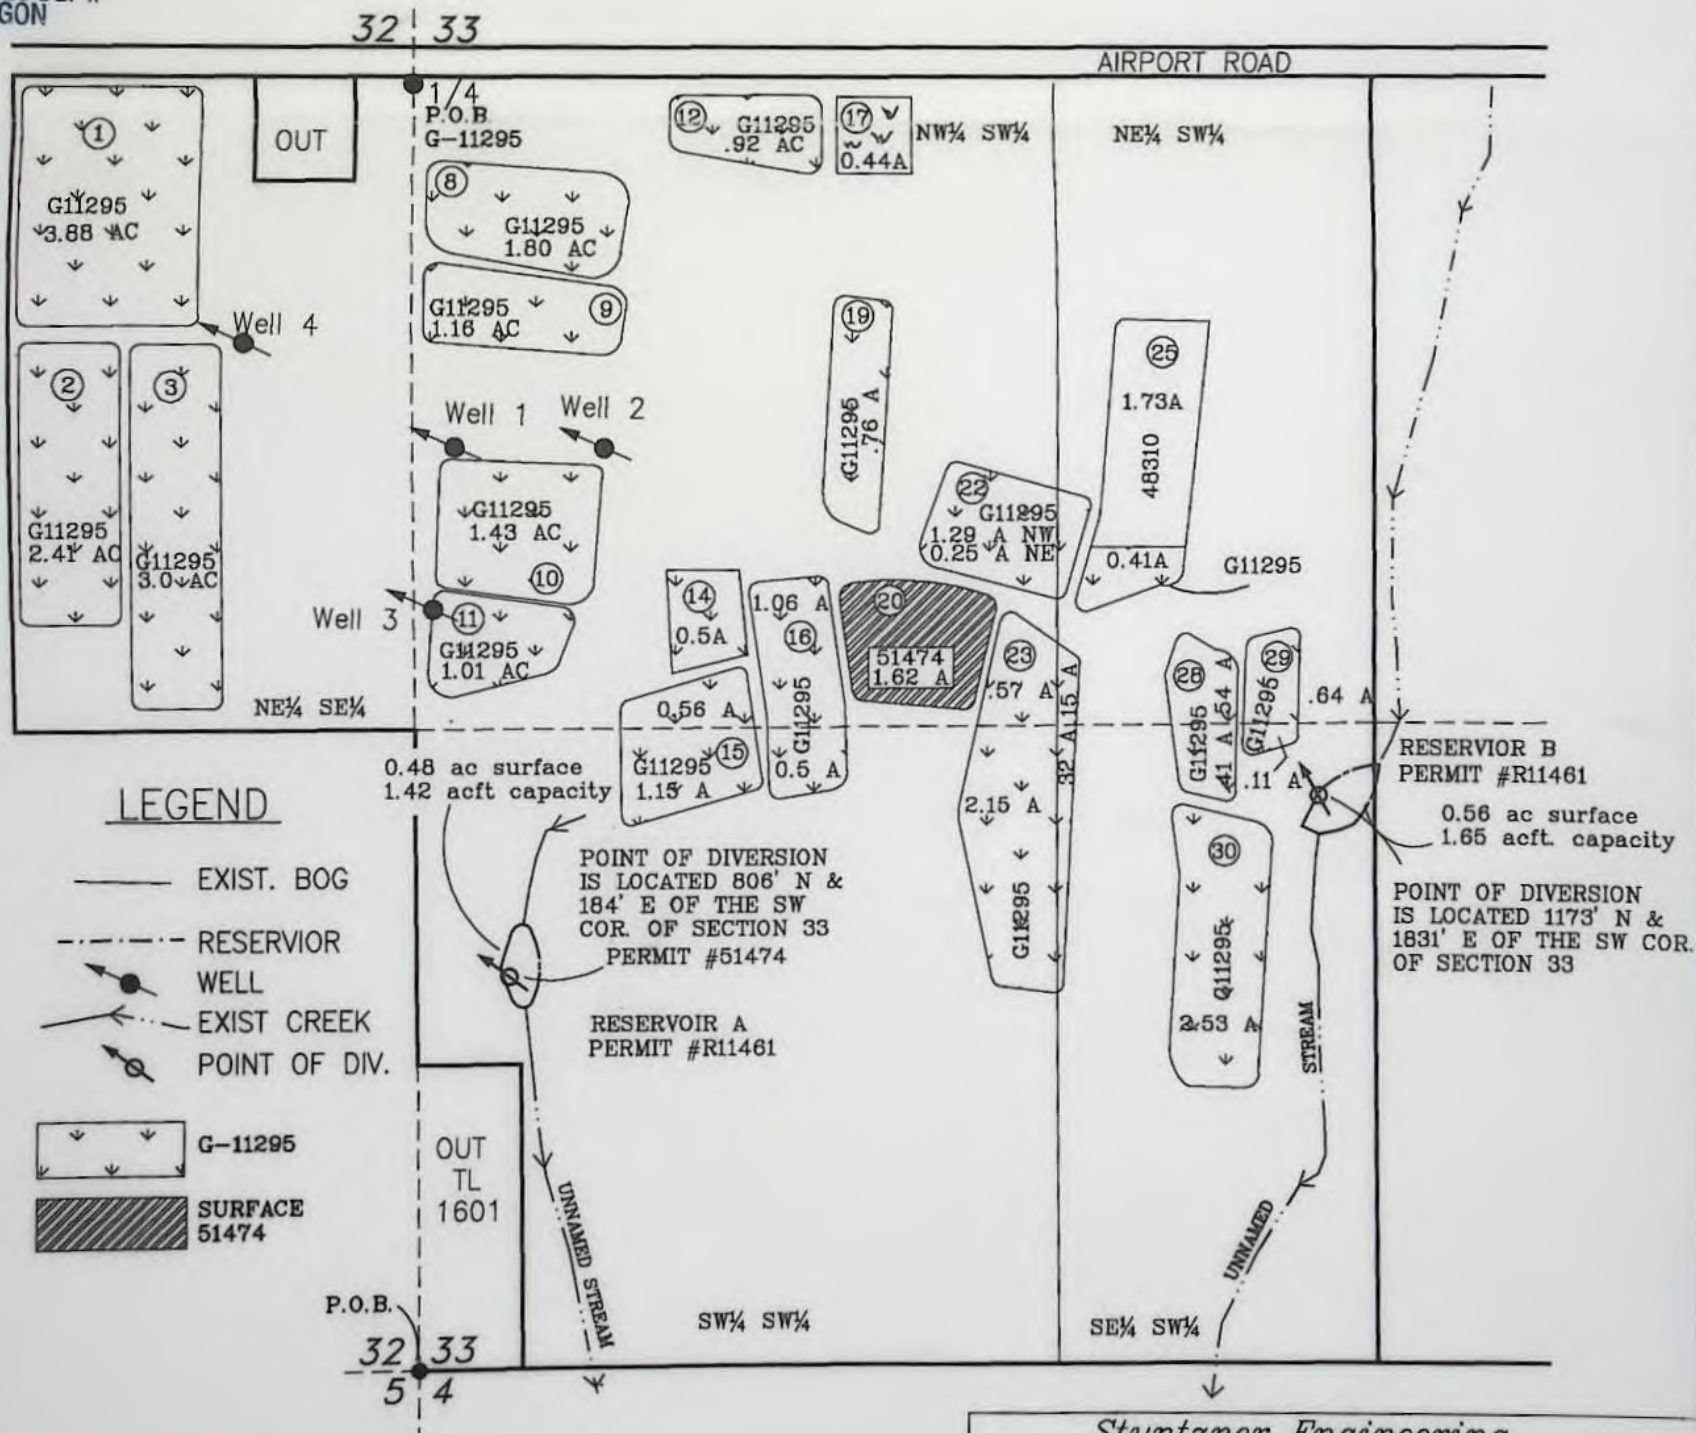 GON
32 33
AIRPORT ROAD
1/4
P.O.B.
G-11295
OUT
1
G11295
3.88 AC
8
G11295
1.80 AC
12
G11295
.92 AC
17
0.44A
NW¼ SW¼
NE¼ SW¼
G11295
1.16 AC
9
Well 4
19
G11295
.76 A
25
1.73A
48310
0.41A
G11295
2
G11295
2.41 AC
3
G11295
3.0 AC
Well 1
Well 2
G11295
1.43 AC
10
22
G11295
1.29 A NW
0.25 A NE
Well 3
11
G11295
1.01 AC
14
0.5A
1.06 A
16
G11295
0.5 A
20
51474
1.62 A
23
.57 A
.15 A
.32 A
2.15 A
G11295
28
.54 A
G11295
.41 A
29
G11295
.64 A
.11 A
NE¼ SE¼
0.56 A
15
G11295
1.15 A
0.48 ac surface
1.42 acft capacity
RESERVIOR B
PERMIT #R11461
0.56 ac surface
1.65 acft. capacity
LEGEND
EXIST. BOG
RESERVIOR
WELL
EXIST CREEK
POINT OF DIV.
G-11295
SURFACE
51474
POINT OF DIVERSION
IS LOCATED 806' N &
184' E OF THE SW
COR. OF SECTION 33
PERMIT #51474
RESERVOIR A
PERMIT #R11461
30
G11295
2.53 A
POINT OF DIVERSION
IS LOCATED 1173' N &
1831' E OF THE SW COR.
OF SECTION 33
STREAM
UNNAMED
OUT
TL
1601
UNNAMED STREAM
P.O.B.
SW¼ SW¼
SE¼ SW¼
32 33
5 4
Stuntzner Engineering